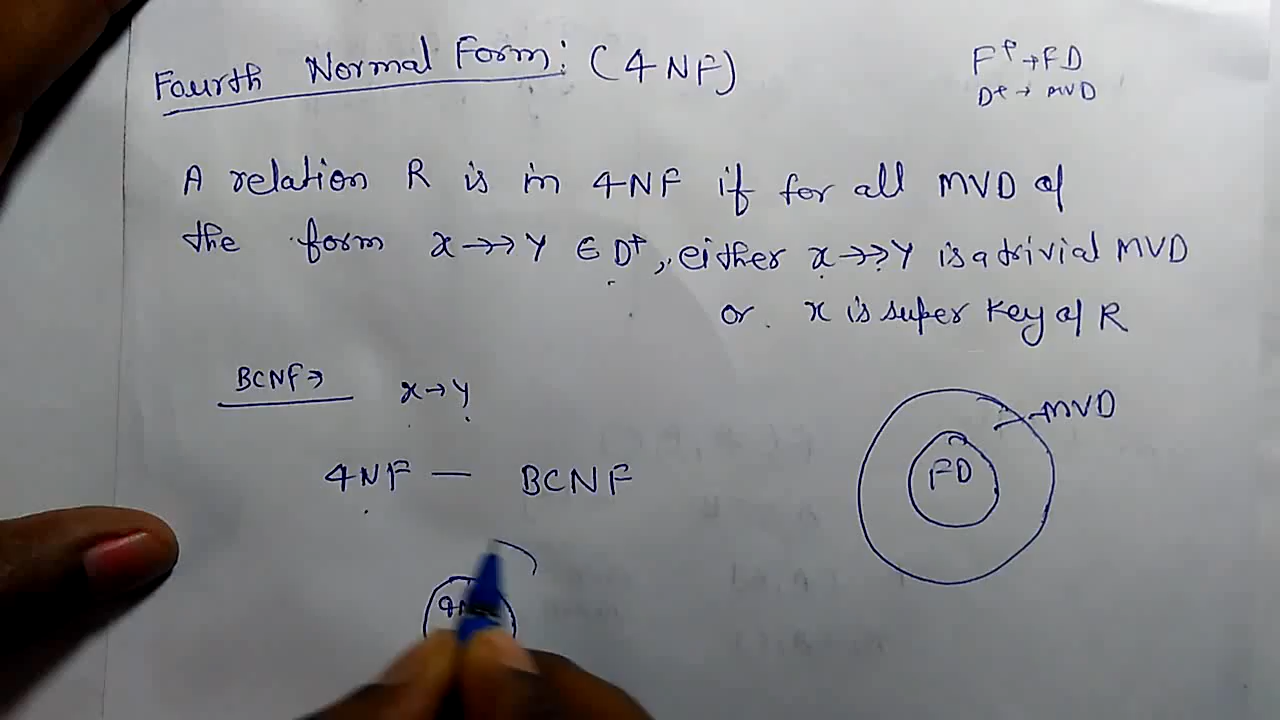 Fourth Normal Form: (4NF)
F⁺→FD
D⁺→ MVD
A relation R is in 4NF if for all MVD of
the form x→→Y ∈ D⁺, either x→→Y is a trivial MVD
or x is super key of R
BCNF→ x→Y
MVD
FD
4NF — BCNF